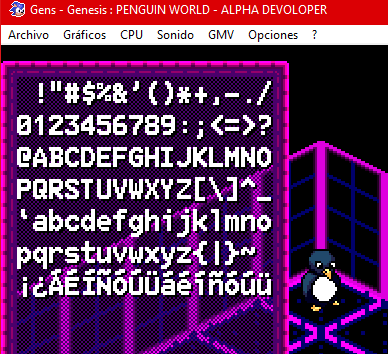 Gens - Genesis : PENGUIN WORLD - ALPHA DEVOLOPER
Archivo Gráficos CPU Sonido GMV Opciones ?
!"#$%&'()*+,-./
0123456789:;<=>?
@ABCDEFGHIJKLMNO
PQRSTUVWXYZ[\]^_
`abcdefghijklmno
pqrstuvwxyz{|}~
¡¿ÁÉÍÑÓÚÜáéíñóúü